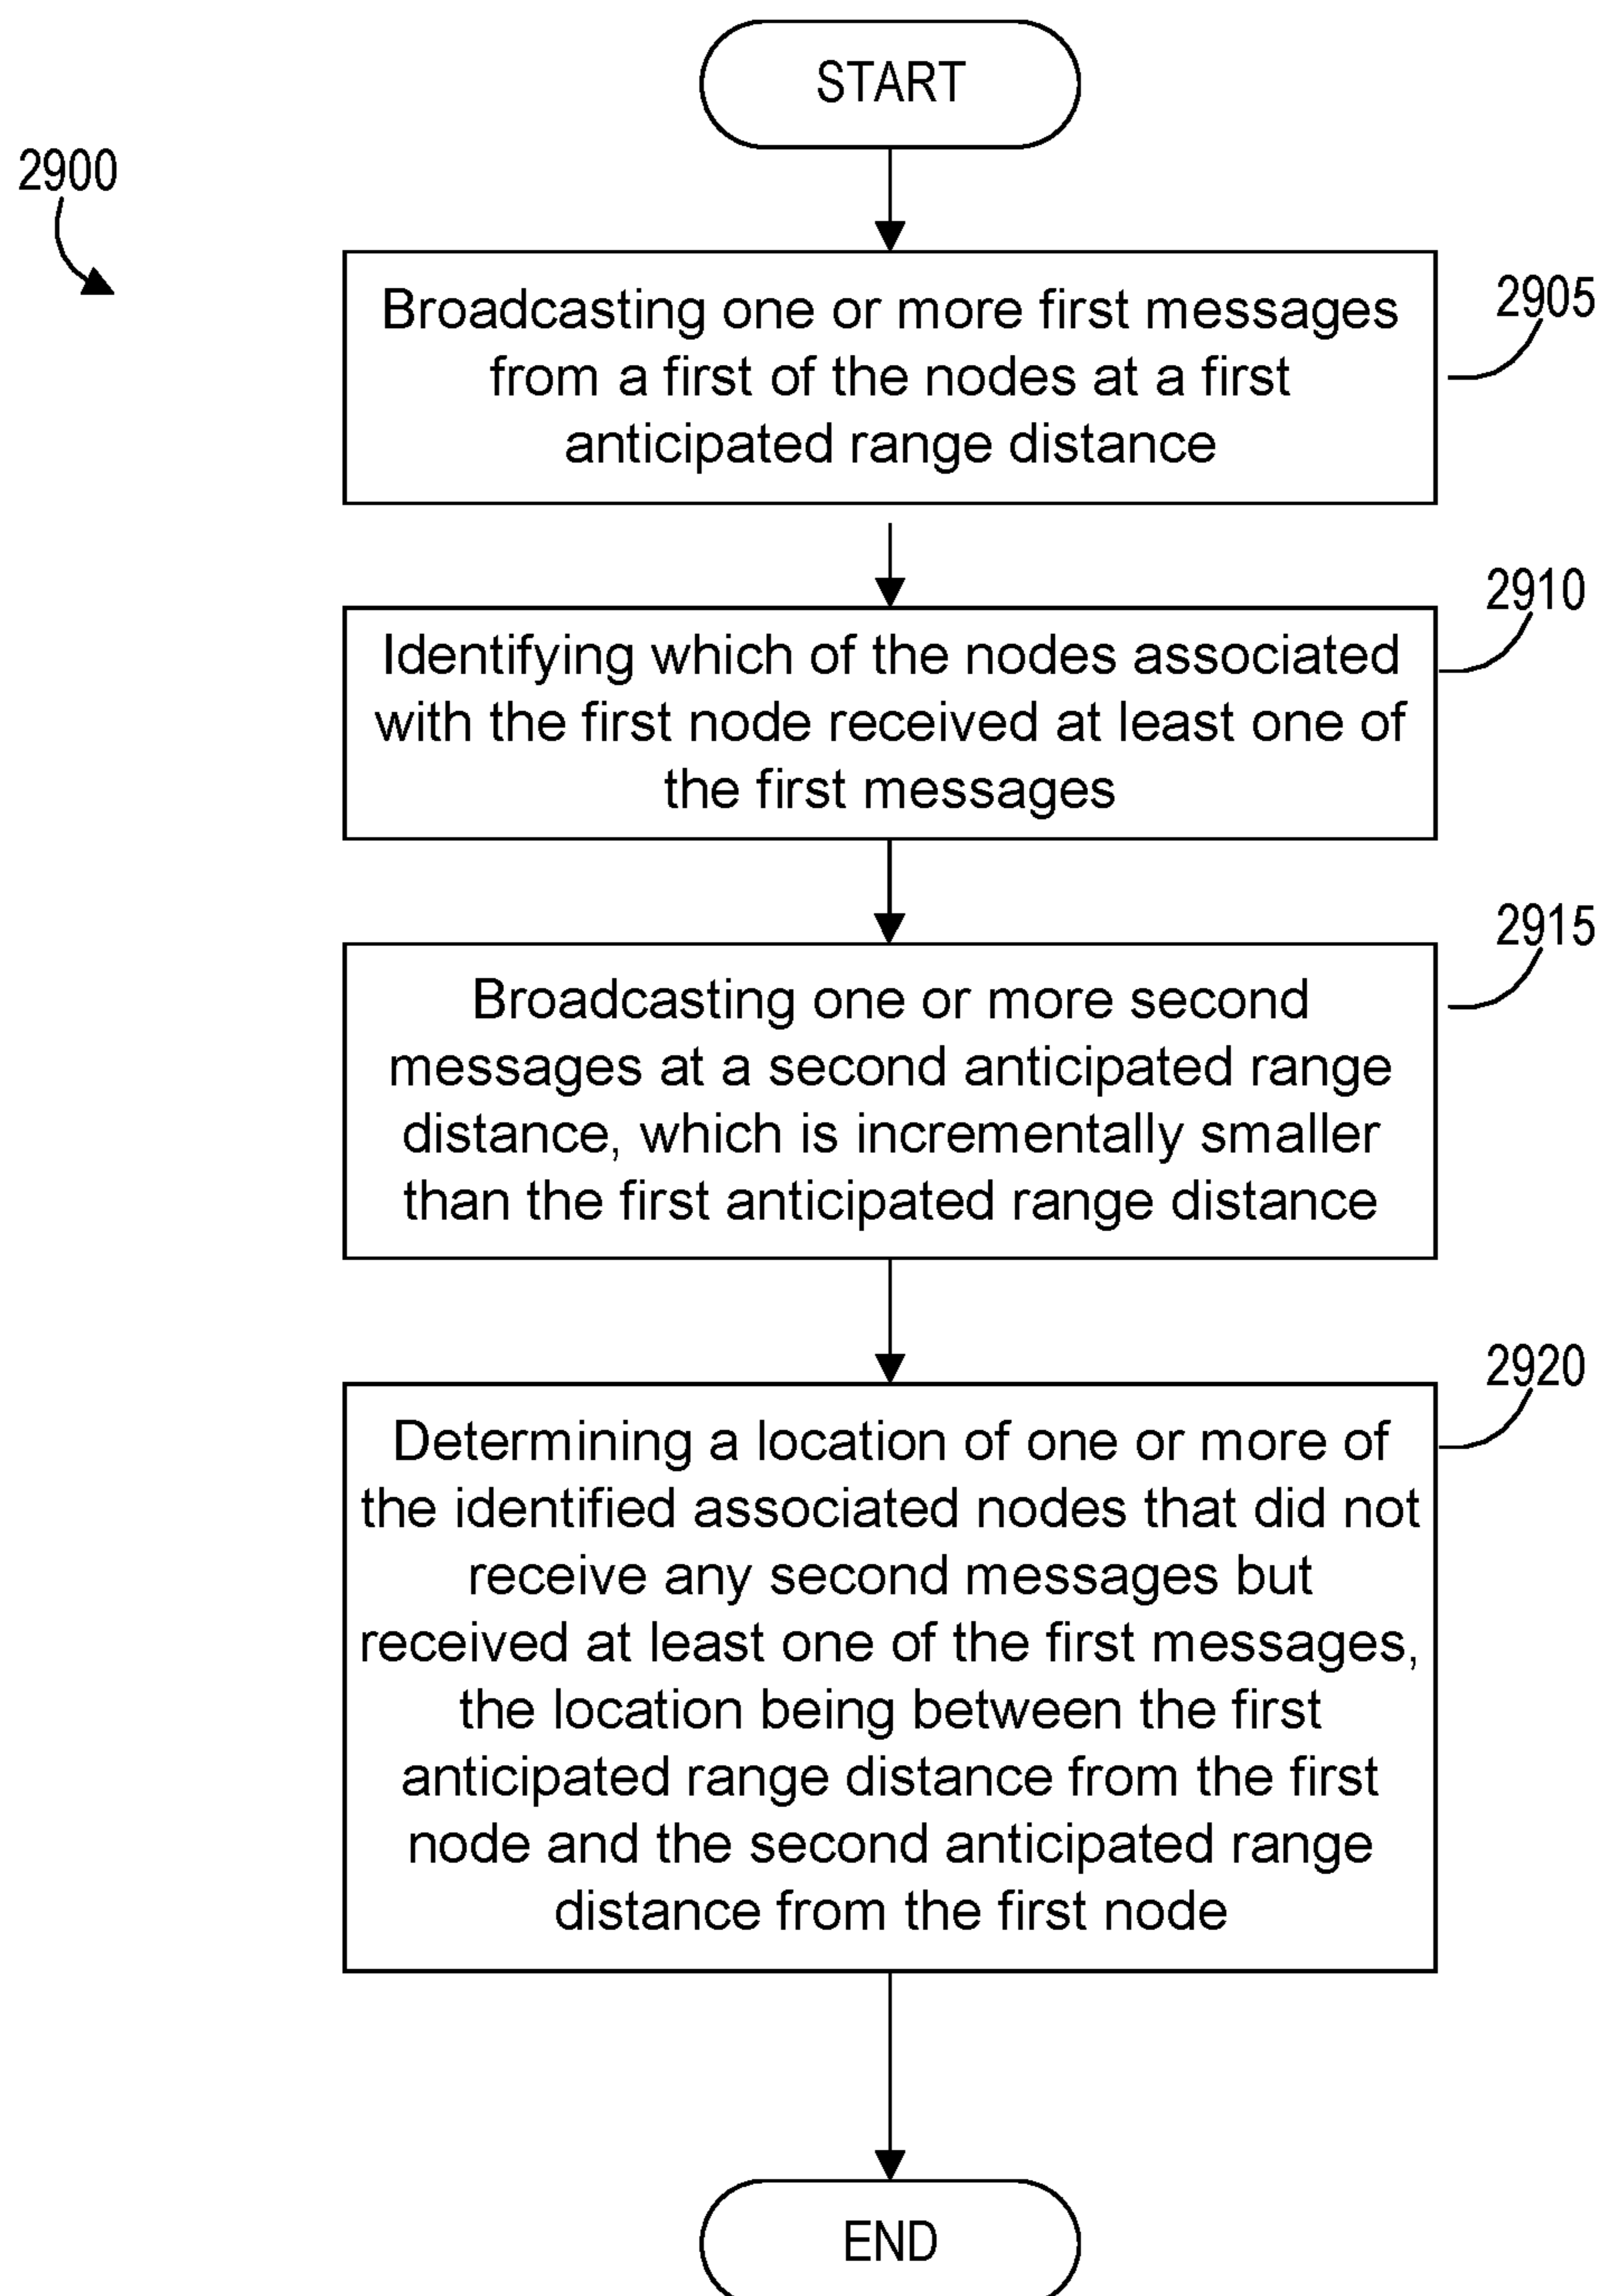 START
2900
Broadcasting one or more first messages
from a first of the nodes at a first
anticipated range distance
2905
Identifying which of the nodes associated
with the first node received at least one of
the first messages
2910
Broadcasting one or more second
messages at a second anticipated range
distance, which is incrementally smaller
than the first anticipated range distance
2915
Determining a location of one or more of
the identified associated nodes that did not
receive any second messages but
received at least one of the first messages,
the location being between the first
anticipated range distance from the first
node and the second anticipated range
distance from the first node
2920
END